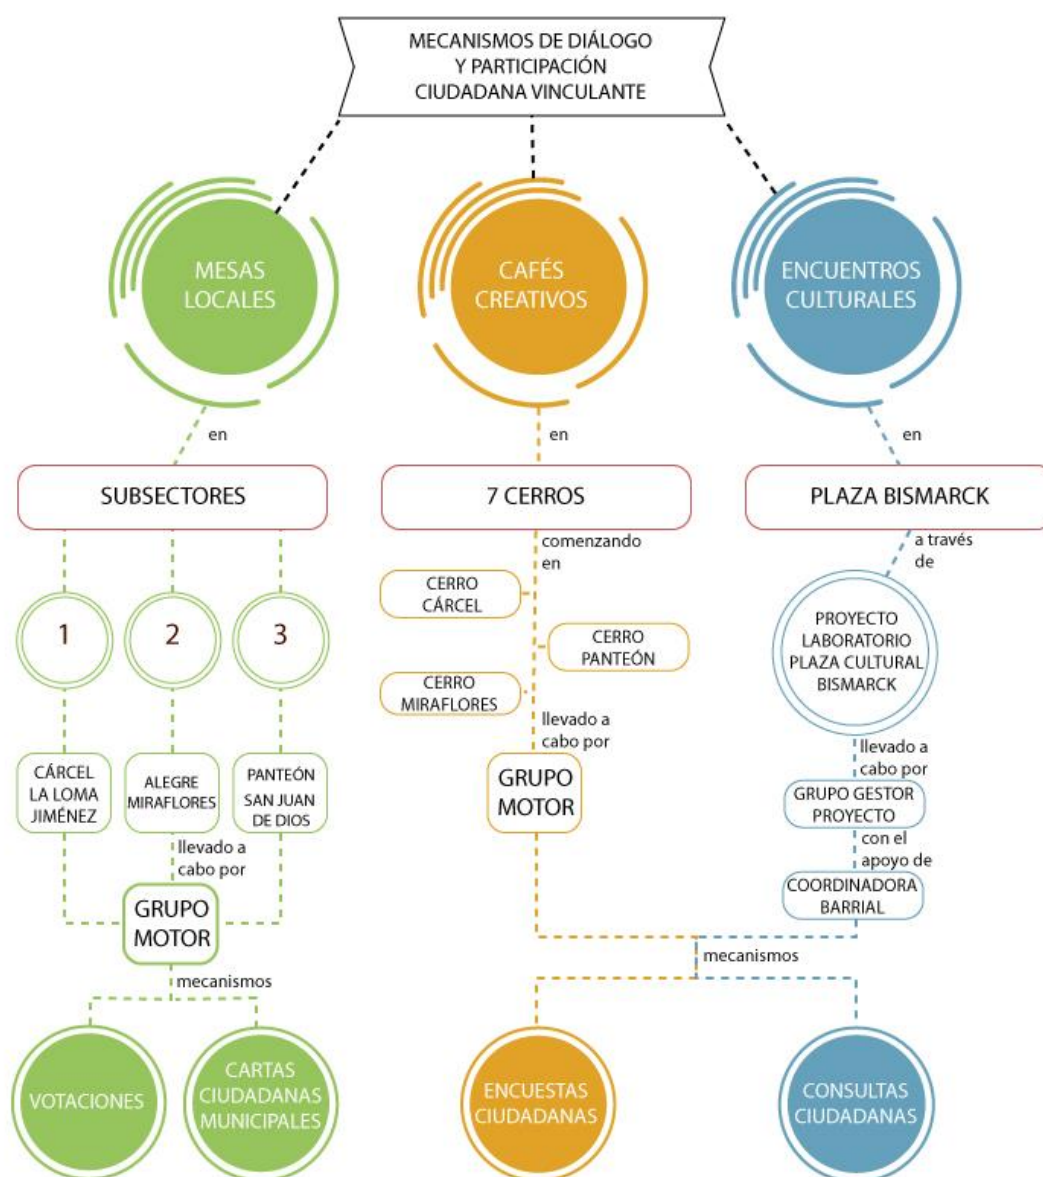 MECANISMOS DE DIÁLOGO
Y PARTICIPACIÓN
CIUDADANA VINCULANTE
MESAS
LOCALES
CAFÉS
CREATIVOS
ENCUENTROS
CULTURALES
en
en
en
SUBSECTORES
7 CERROS
PLAZA BISMARCK
1
2
3
CÁRCEL
LA LOMA
JIMÉNEZ
ALEGRE
MIRAFLORES
PANTEÓN
SAN JUAN
DE DIOS
llevado a
cabo por
GRUPO
MOTOR
mecanismos
VOTACIONES
CARTAS
CIUDADANAS
MUNICIPALES
comenzando
en
CERRO
CÁRCEL
CERRO
PANTEÓN
CERRO
MIRAFLORES
llevado a
cabo por
GRUPO
MOTOR
a través
de
PROYECTO
LABORATORIO
PLAZA CULTURAL
BISMARCK
llevado a
cabo por
GRUPO GESTOR
PROYECTO
con el
apoyo de
COORDINADORA
BARRIAL
mecanismos
ENCUESTAS
CIUDADANAS
CONSULTAS
CIUDADANAS